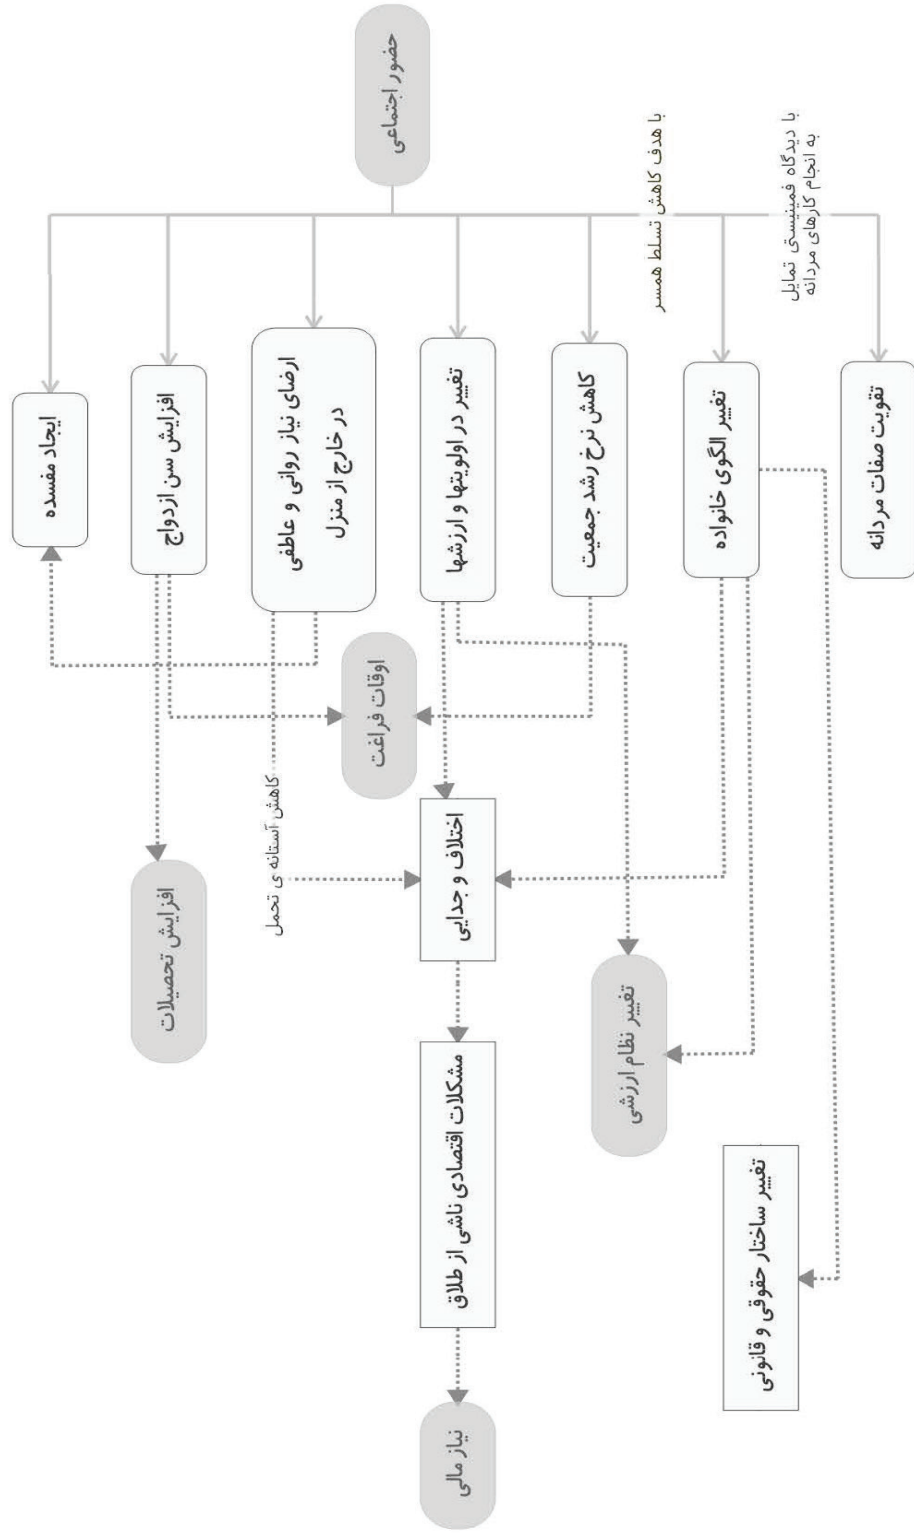 حضور اجتماعی
با هدف کاهش تسلط همسر
با دیدگاه فمینیستی تمایل
به انجام کارهای مردانه
ایجاد مفسده
افزایش سن ازدواج
ارضای نیاز روانی و عاطفی
در خارج از منزل
تغییر در اولویتها و ارزشها
کاهش نرخ رشد جمعیت
تغییر الگوی خانواده
تقویت صفات مردانه
اوقات فراغت
کاهش آستانه ی تحمل
افزایش تحصیلات
اختلاف و جدایی
تغییر نظام ارزشی
مشکلات اقتصادی ناشی از طلاق
تغییر ساختار حقوقی و قانونی
نیاز مالی